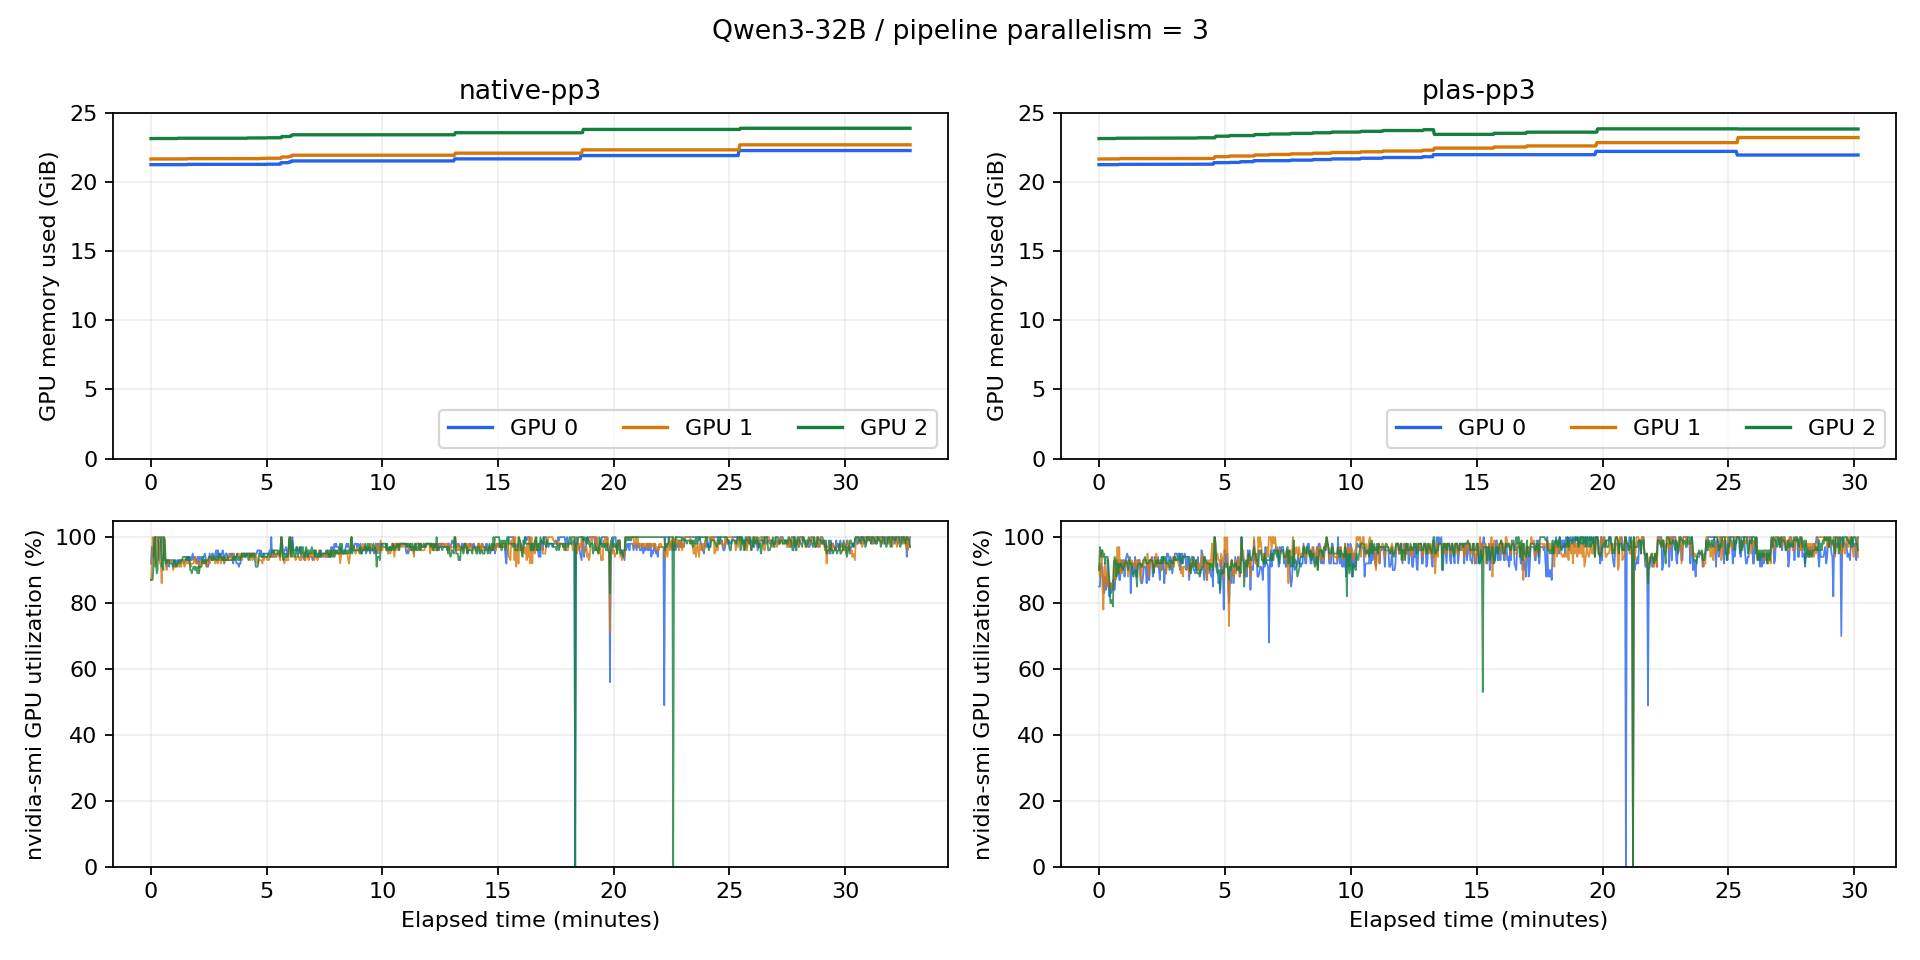 Qwen3-32B / pipeline parallelism = 3
native-pp3
GPU memory used (GiB)
25
20
15
10
5
0
GPU 0 GPU 1 GPU 2
0 5 10 15 20 25 30
plas-pp3
GPU memory used (GiB)
25
20
15
10
5
0
GPU 0 GPU 1 GPU 2
0 5 10 15 20 25 30
nvidia-smi GPU utilization (%)
100
80
60
40
20
0
0 5 10 15 20 25 30
Elapsed time (minutes)
nvidia-smi GPU utilization (%)
100
80
60
40
20
0
0 5 10 15 20 25 30
Elapsed time (minutes)